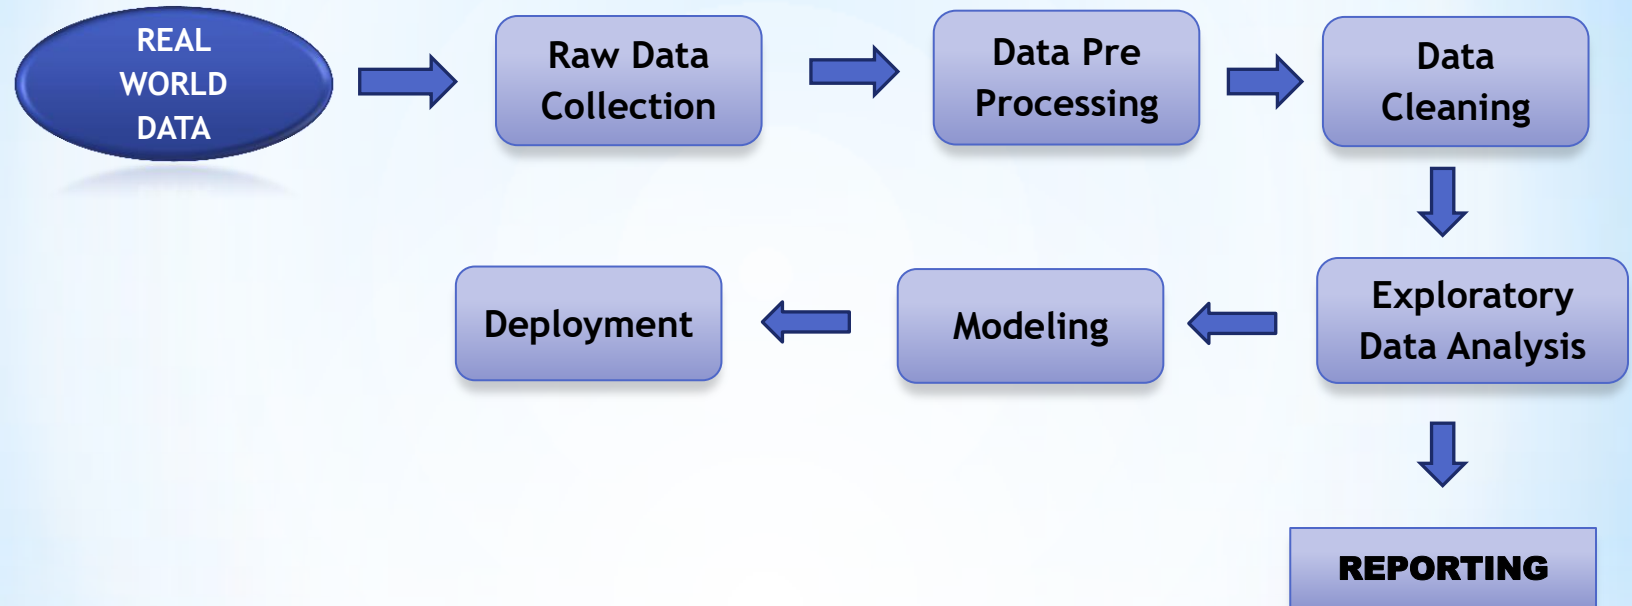 REAL
WORLD
DATA
Raw Data
Collection
Data Pre
Processing
Data
Cleaning
Deployment
Modeling
Exploratory
Data Analysis
REPORTING